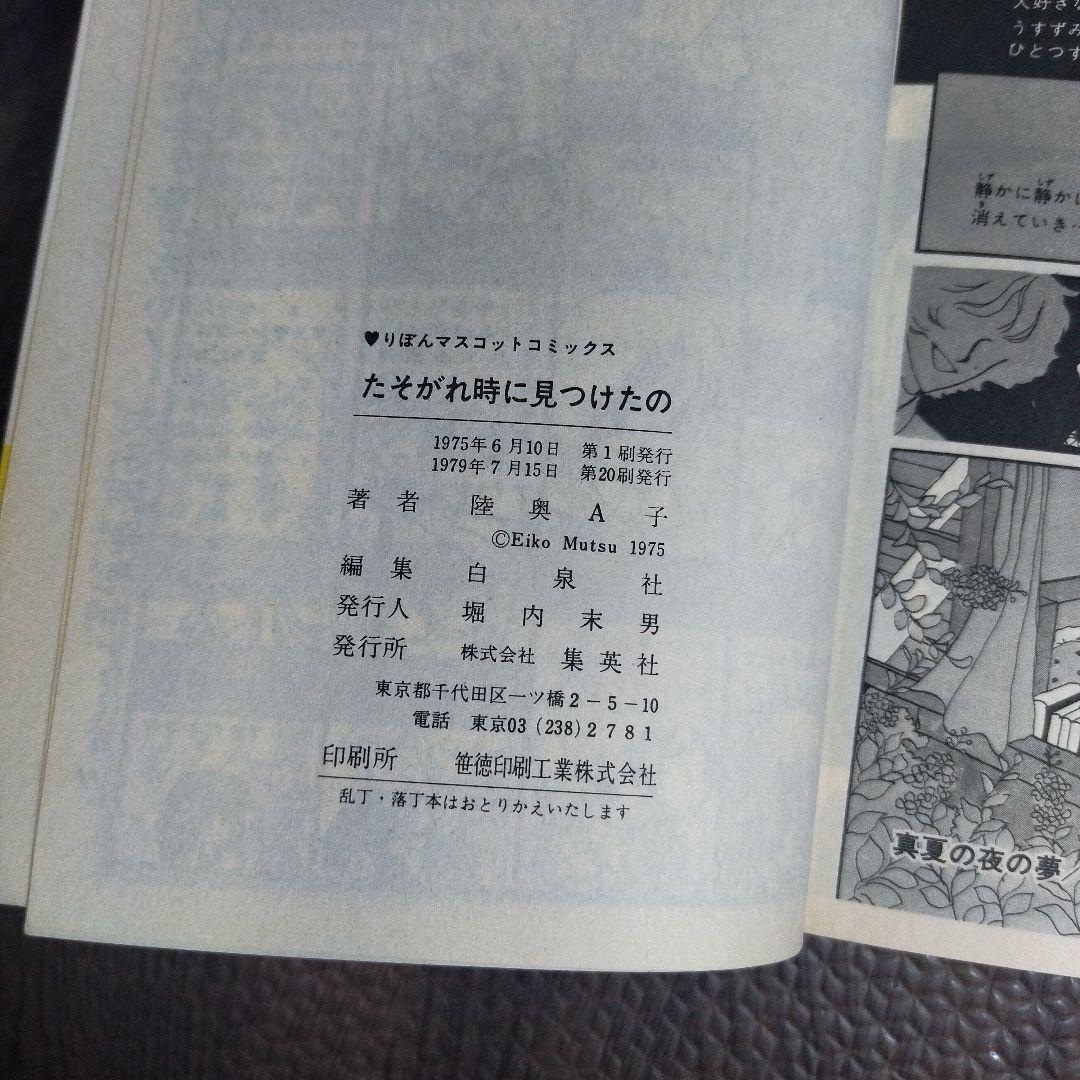 ♥りぼんマスコットコミックス
たそがれ時に見つけたの
1975年6月10日 第1刷発行
1979年7月15日 第20刷発行
著者 陸奥A子
©Eiko Mutsu 1975
編集 白泉社
発行人 堀内末男
発行所 株式会社 集英社
東京都千代田区一ツ橋2-5-10
電話 東京03(238)2781
印刷所 笹徳印刷工業株式会社
乱丁・落丁本はおとりかえいたします
大好きな
うすずみ
ひとつす
静かに静かに
消えていき…
真夏の夜の夢